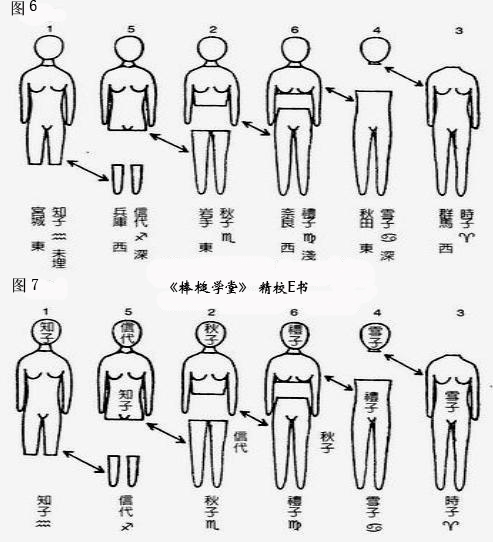 图6
1 5 2 6 4 3
知子♒未埋
宮城 東
信代♐深
兵庫 西
秋子♏
岩手 東
禮子♍淺
奈良 西
雪子♋深
秋田 東
時子♈
群馬 西
图7
《棒槌学堂》 精校E书
1 5 2 6 4 3
知子
信代
秋子
禮子
雪子
知子
禮子
雪子
信代
秋子
知子♒
信代♐
秋子♏
禮子♍
雪子♋
時子♈